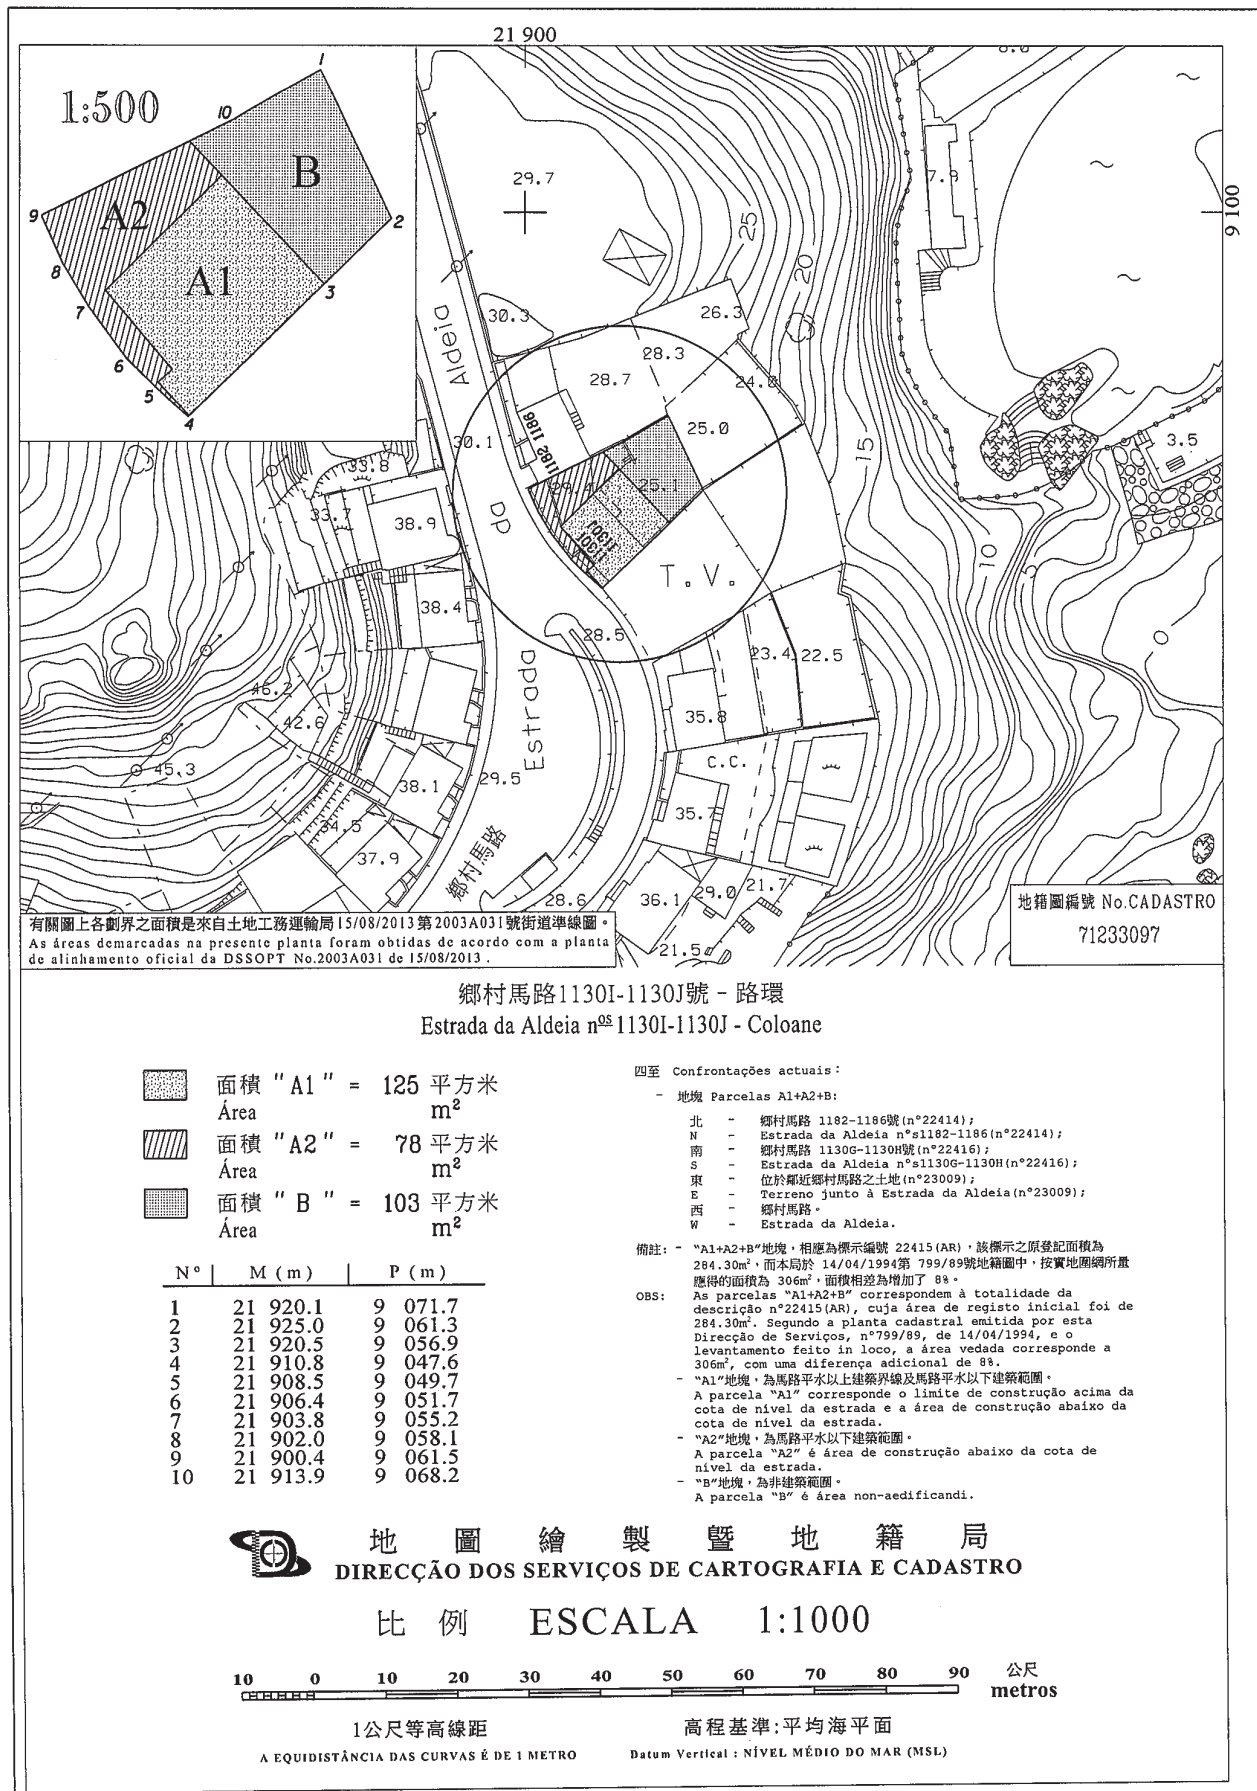 21 900
9 100
1:500
1
10
B
9
A2
2
8
A1
3
7
6
5
4
8.0
7.9
29.7
25
20
30.3
26.3
28.3
28.7
24.0
Aldeia
30.1
1182 1186
25.0
15
3.5
33.8
29.4
25.1
33.7
38.9
da
1130J
1130I
T.V.
10
5
0
38.4
28.5
23.4
22.5
46.2
42.6
Estrada
35.8
45.3
38.1
29.5
C.C.
34.5
35.7
37.9
鄉村馬路
28.6
36.1
29.0
21.7
21.5
有關圖上各劃界之面積是來自土地工務運輸局15/08/2013第2003A031號街道準線圖。
As áreas demarcadas na presente planta foram obtidas de acordo com a planta
de alinhamento oficial da DSSOPT No.2003A031 de 15/08/2013 .
地籍圖編號 No.CADASTRO
71233097
鄉村馬路1130I-1130J號 - 路環
Estrada da Aldeia nos 1130I-1130J - Coloane
面積 "A1" = 125 平方米
Área m²
面積 "A2" = 78 平方米
Área m²
面積 "B" = 103 平方米
Área m²
N° M (m) P (m)
1 21 920.1 9 071.7
2 21 925.0 9 061.3
3 21 920.5 9 056.9
4 21 910.8 9 047.6
5 21 908.5 9 049.7
6 21 906.4 9 051.7
7 21 903.8 9 055.2
8 21 902.0 9 058.1
9 21 900.4 9 061.5
10 21 913.9 9 068.2
四至 Confrontações actuais :
- 地塊 Parcelas A1+A2+B:
北 - 鄉村馬路 1182-1186號(n°22414);
N - Estrada da Aldeia n°s1182-1186(n°22414);
南 - 鄉村馬路 1130G-1130H號(n°22416);
S - Estrada da Aldeia n°s1130G-1130H(n°22416);
東 - 位於鄰近鄉村馬路之土地(n°23009);
E - Terreno junto à Estrada da Aldeia(n°23009);
西 - 鄉村馬路。
W - Estrada da Aldeia.
備註: - "A1+A2+B"地塊，相應為標示編號 22415(AR)，該標示之原登記面積為
284.30m²，而本局於 14/04/1994第 799/89號地籍圖中，按實地圍網所量
應得的面積為 306m²，面積相差為增加了 8%。
OBS: As parcelas "A1+A2+B" correspondem à totalidade da
descrição n°22415(AR), cuja área de registo inicial foi de
284.30m². Segundo a planta cadastral emitida por esta
Direcção de Serviços, n°799/89, de 14/04/1994, e o
levantamento feito in loco, a área vedada corresponde a
306m², com uma diferença adicional de 8%.
- "A1"地塊，為馬路平水以上建築界線及馬路平水以下建築範圍。
A parcela "A1" corresponde o limite de construção acima da
cota de nível da estrada e a área de construção abaixo da
cota de nível da estrada.
- "A2"地塊，為馬路平水以下建築範圍。
A parcela "A2" é área de construção abaixo da cota de
nível da estrada.
- "B"地塊，為非建築範圍。
A parcela "B" é área non-aedificandi.
地圖繪製暨地籍局
DIRECÇÃO DOS SERVIÇOS DE CARTOGRAFIA E CADASTRO
比例 ESCALA 1:1000
10 0 10 20 30 40 50 60 70 80 90 公尺
metros
1公尺等高線距
高程基準:平均海平面
A EQUIDISTÂNCIA DAS CURVAS É DE 1 METRO
Datum Vertical : NÍVEL MÉDIO DO MAR (MSL)